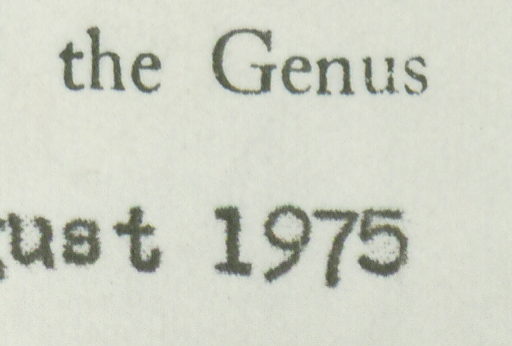 the Genus
ust 1975